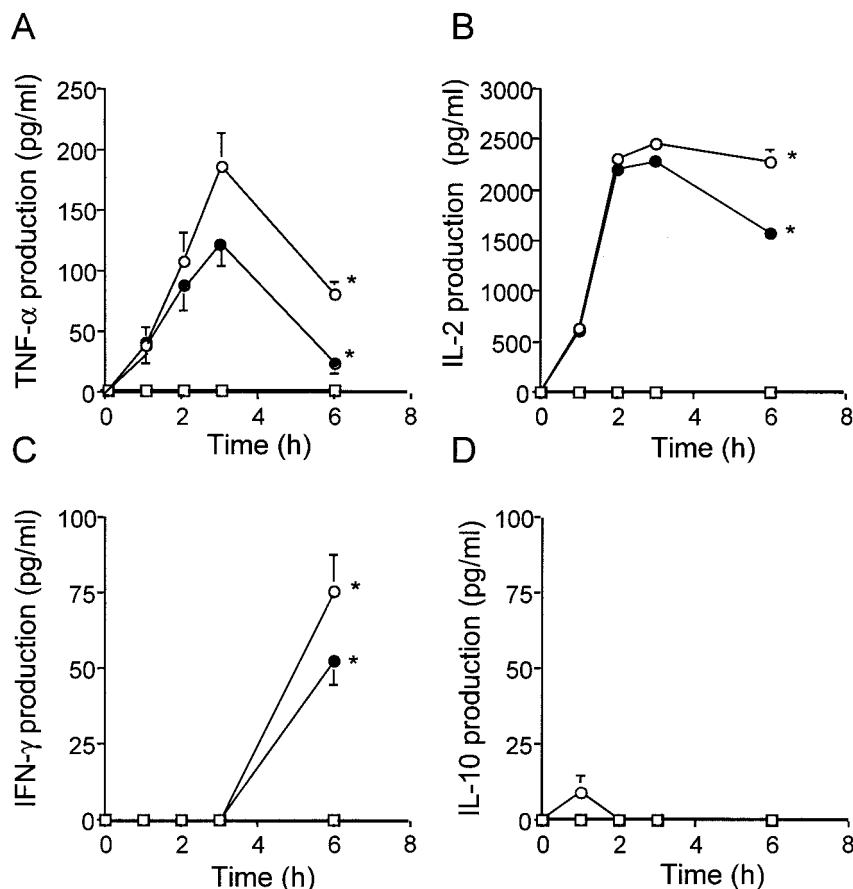 A
TNF-α production (pg/ml)
250
200
150
100
50
0
*
*
0 2 4 6 8
Time (h)
B
IL-2 production (pg/ml)
3000
2500
2000
1500
1000
500
0
*
*
0 2 4 6 8
Time (h)
C
IFN-γ production (pg/ml)
100
75
50
25
0
*
*
0 2 4 6 8
Time (h)
D
IL-10 production (pg/ml)
100
75
50
25
0
0 2 4 6 8
Time (h)